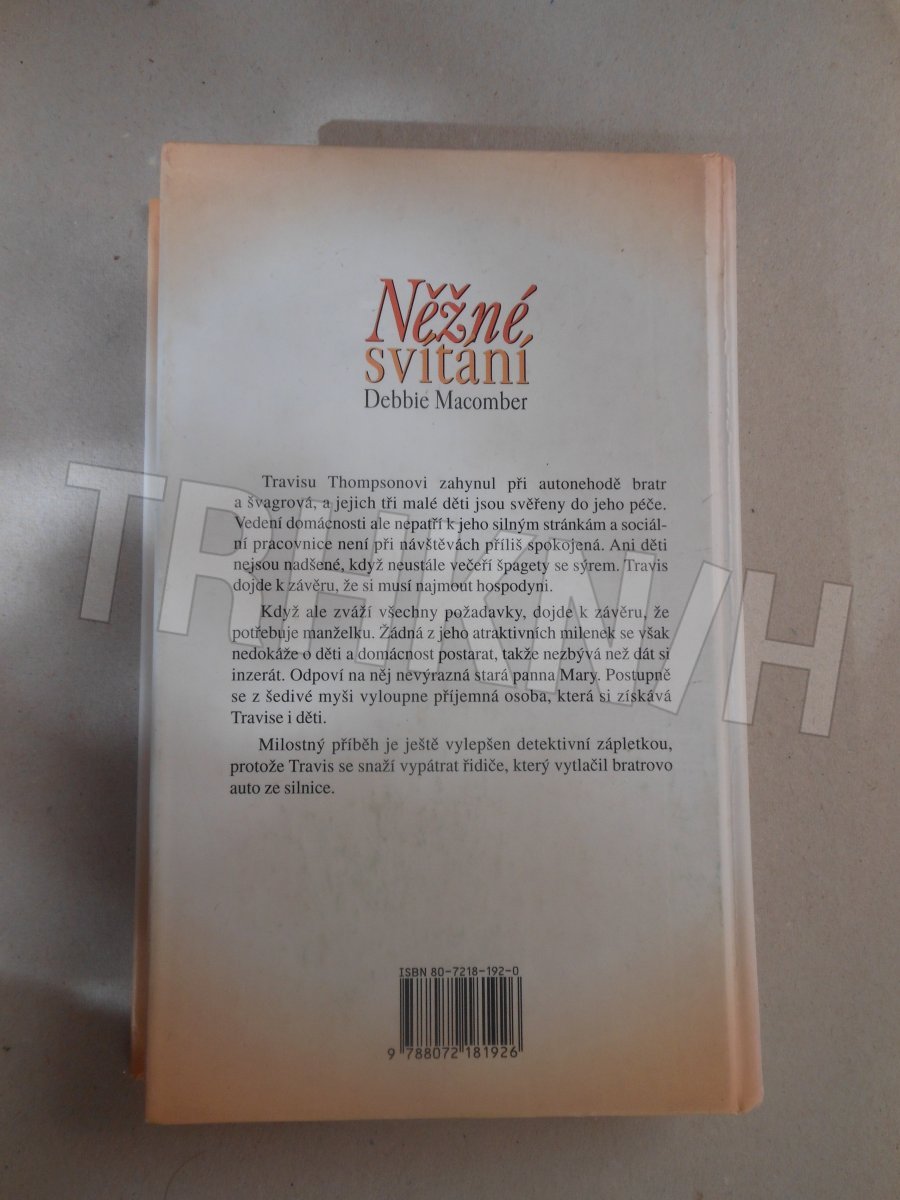 Něžné
svítání
Debbie Macomber
Travisu Thompsonovi zahynul při autonehodě bratr
a švagrová, a jejich tři malé děti jsou svěřeny do jeho péče.
Vedení domácnosti ale nepatří k jeho silným stránkám a sociál-
ní pracovnice není při návštěvách příliš spokojená. Ani děti
nejsou nadšené, když neustále večeří špagety se sýrem. Travis
dojde k závěru, že si musí najmout hospodyni.
Když ale zváží všechny požadavky, dojde k závěru, že
potřebuje manželku. Žádná z jeho atraktivních milenek se však
nedokáže o děti a domácnost postarat, takže nezbývá než dát si
inzerát. Odpoví na něj nevýrazná stará panna Mary. Postupně
se z šedivé myši vyloupne příjemná osoba, která si získává
Travise i děti.
Milostný příběh je ještě vylepšen detektivní zápletkou,
protože Travis se snaží vypátrat řidiče, který vytlačil bratrovo
auto ze silnice.
ISBN 80-7218-192-0
9 788072 181926
TRHKNIH